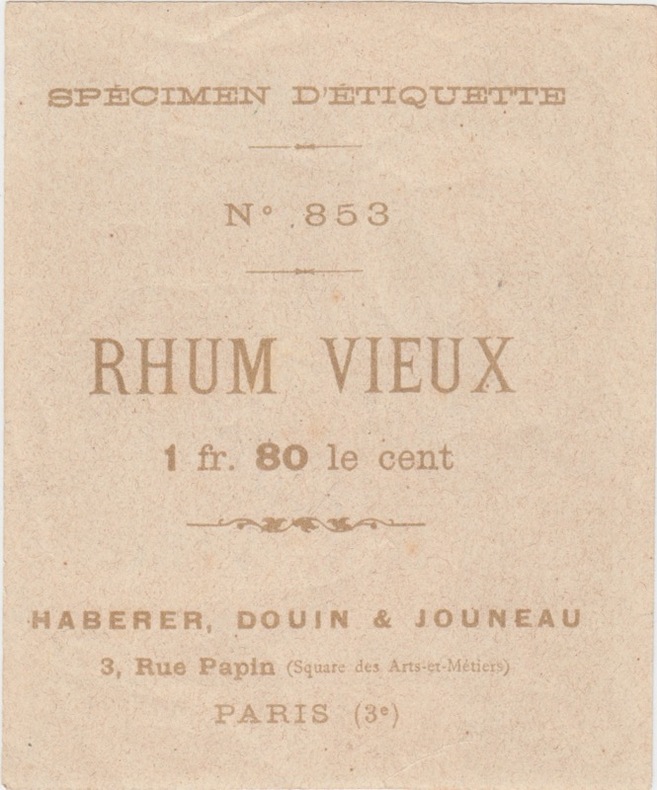 SPÉCIMEN D'ÉTIQUETTE
N° 853
RHUM VIEUX
1 fr. 80 le cent
HABERER, DOUIN & JOUNEAU
3, Rue Papin (Square des Arts-et-Métiers)
PARIS (3e)